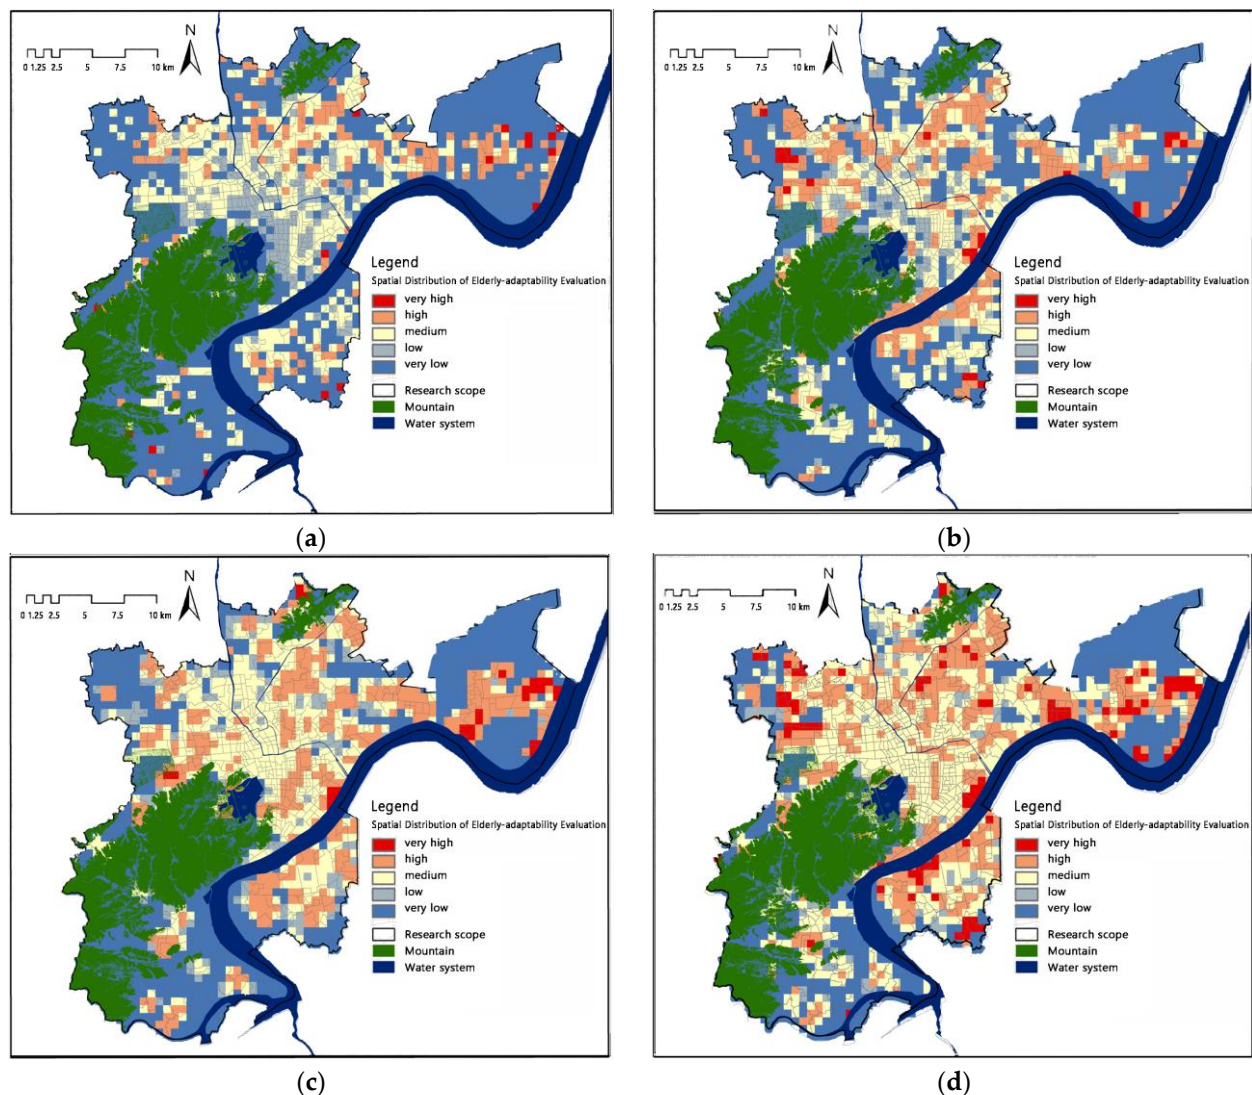 N
0 1.25 2.5 5 7.5 10 km
Legend
Spatial Distribution of Elderly-adaptability Evaluation
very high
high
medium
low
very low
Research scope
Mountain
Water system
(a)
N
0 1.25 2.5 5 7.5 10 km
Legend
Spatial Distribution of Elderly-adaptability Evaluation
very high
high
medium
low
very low
Research scope
Mountain
Water system
(b)
N
0 1.25 2.5 5 7.5 10 km
Legend
Spatial Distribution of Elderly-adaptability Evaluation
very high
high
medium
low
very low
Research scope
Mountain
Water system
(c)
N
0 1.25 2.5 5 7.5 10 km
Legend
Spatial Distribution of Elderly-adaptability Evaluation
very high
high
medium
low
very low
Research scope
Mountain
Water system
(d)